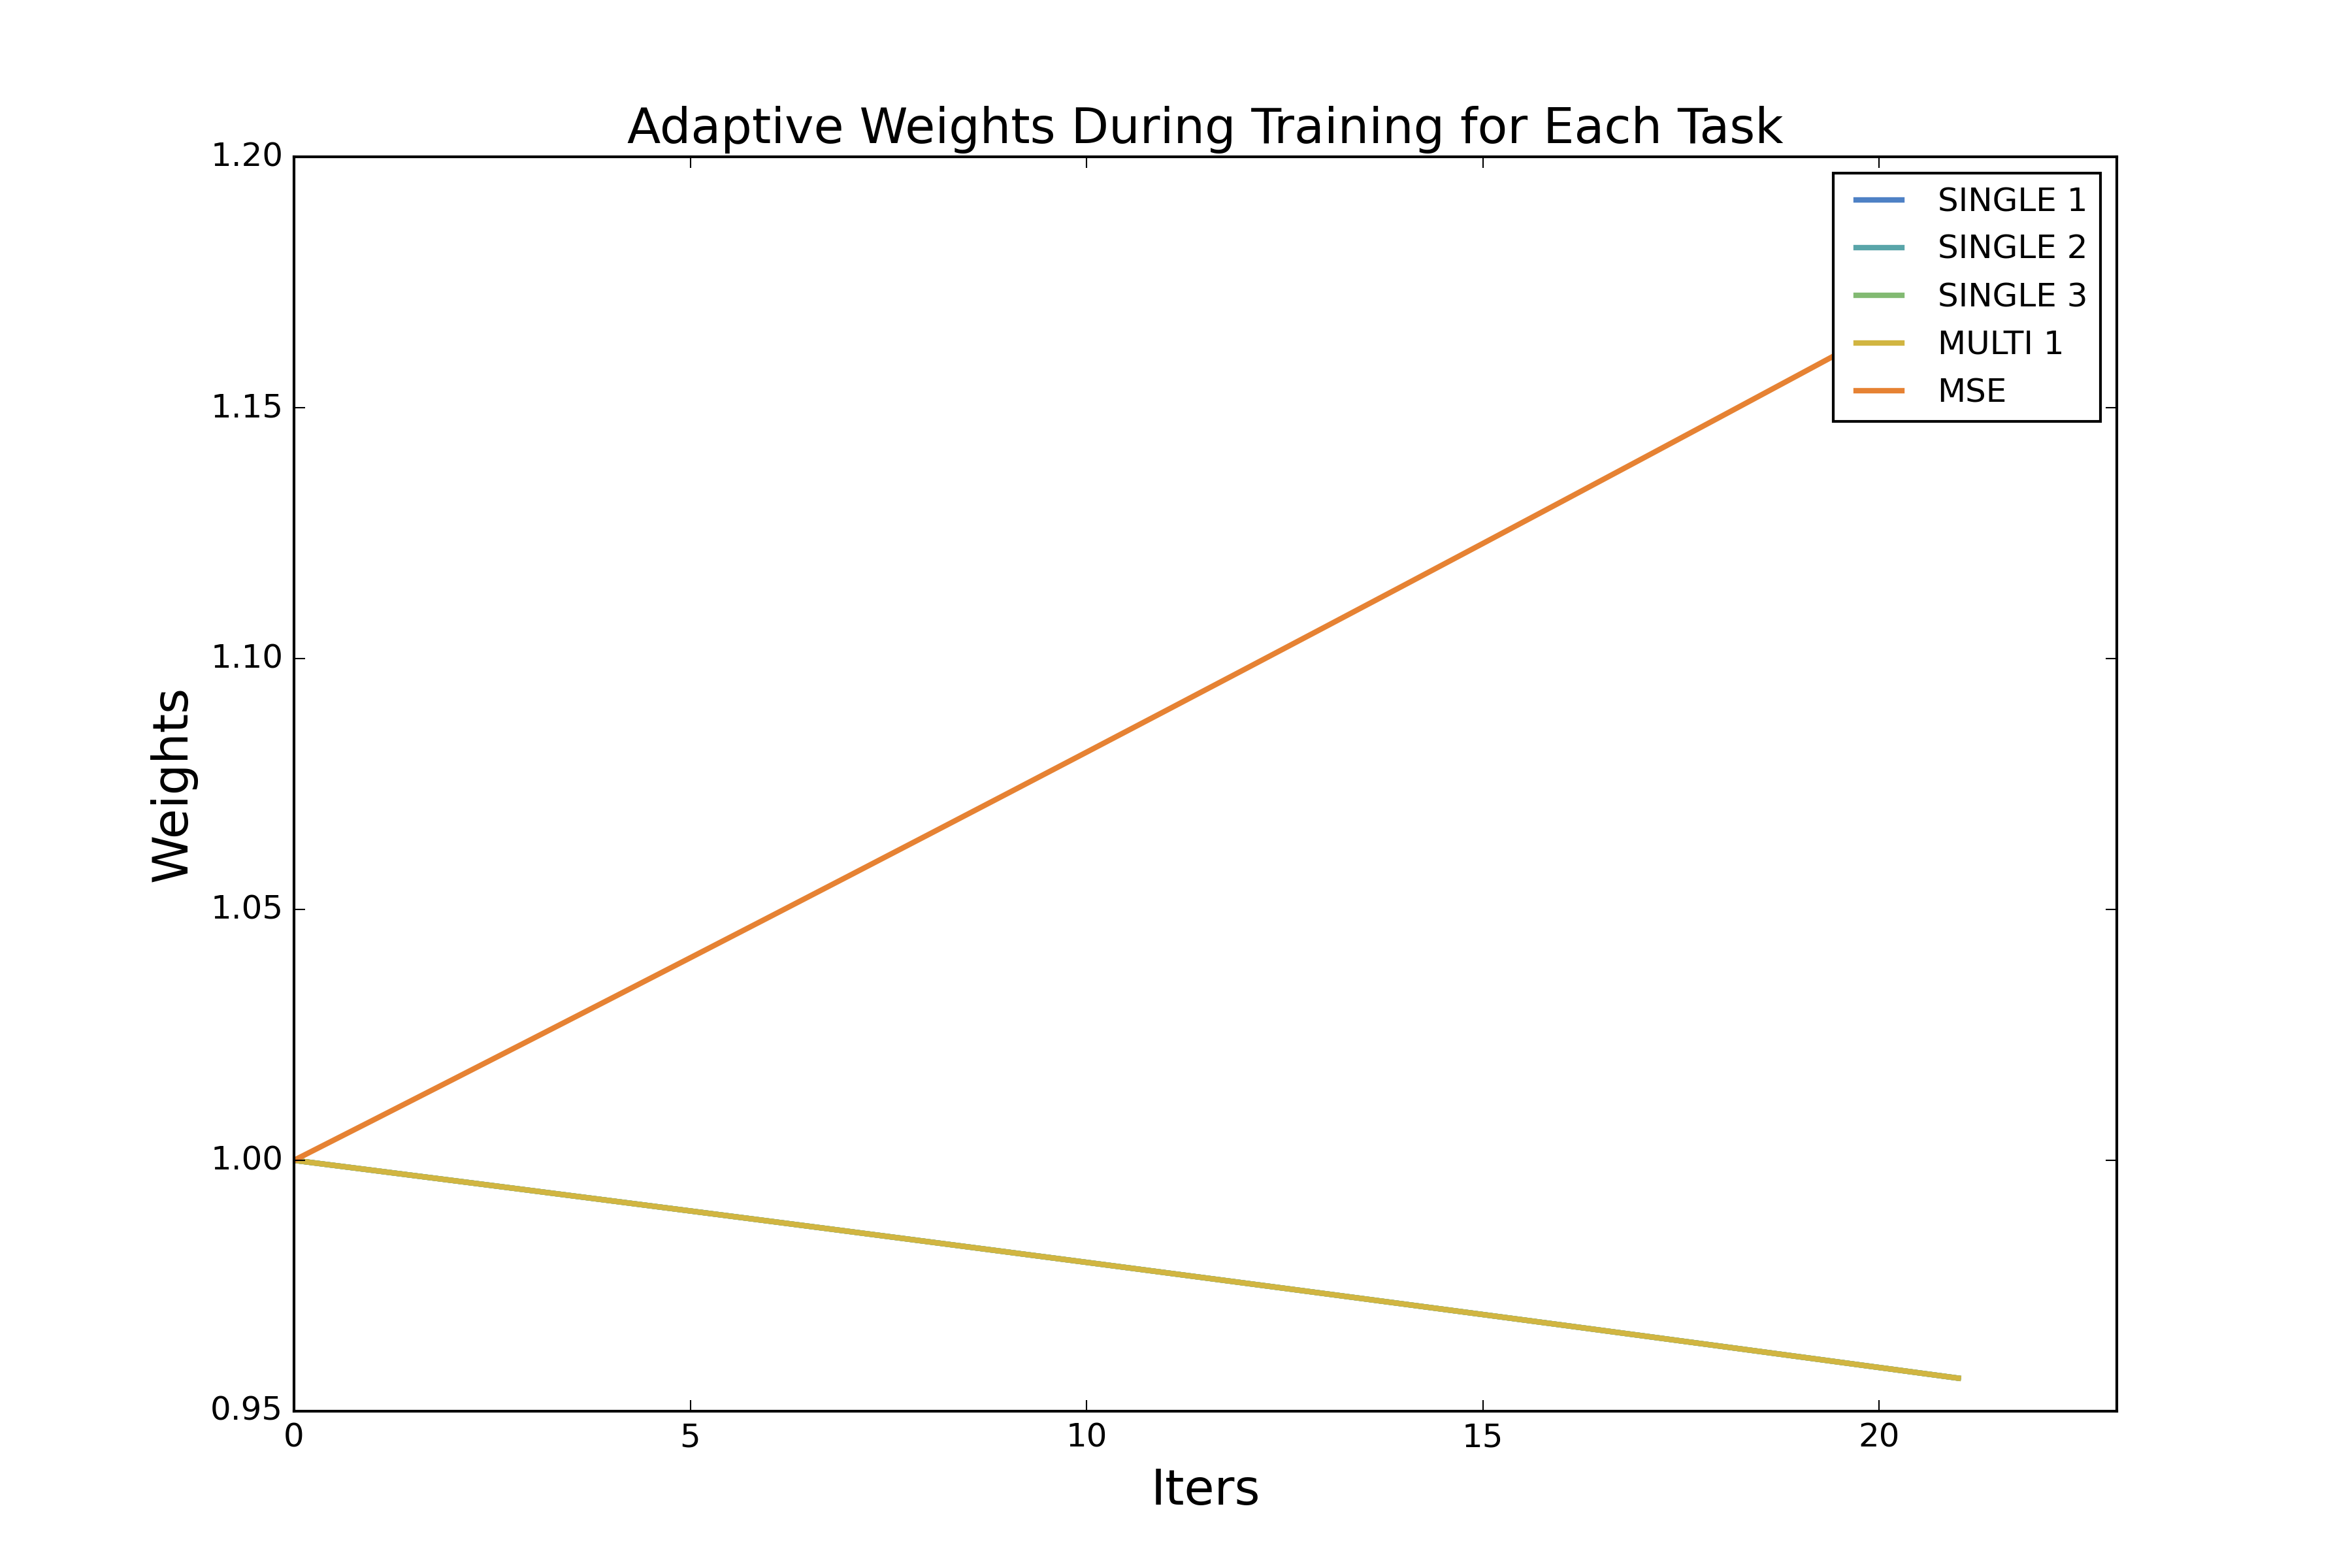 Adaptive Weights During Training for Each Task
1.20
1.15
1.10
1.05
1.00
0.95
Weights
SINGLE 1
SINGLE 2
SINGLE 3
MULTI 1
MSE
0 5 10 15 20
Iters